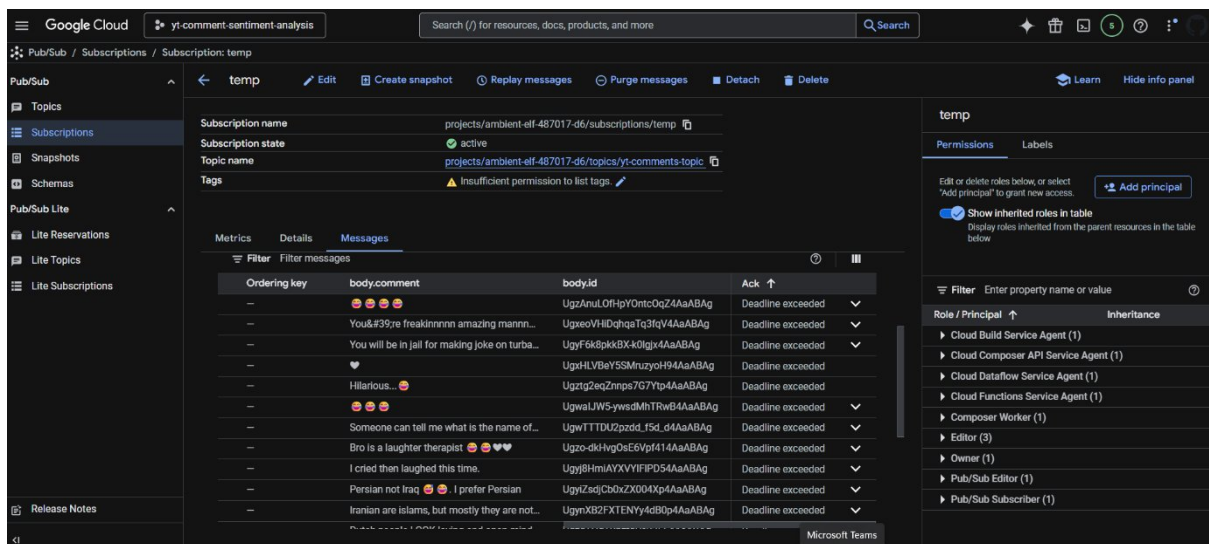 Google Cloud
yt-comment-sentiment-analysis
Search (/) for resources, docs, products, and more
Search
S
Pub/Sub / Subscriptions / Subscription: temp
Pub/Sub
Topics
Subscriptions
Snapshots
Schemas
Pub/Sub Lite
Lite Reservations
Lite Topics
Lite Subscriptions
Release Notes
temp
Edit
Create snapshot
Replay messages
Purge messages
Detach
Delete
Learn
Hide info panel
Subscription name projects/ambient-elf-487017-d6/subscriptions/temp
Subscription state active
Topic name projects/ambient-elf-487017-d6/topics/yt-comments-topic
Tags Insufficient permission to list tags.
Metrics Details Messages
Filter Filter messages
Ordering key body.comment body.id Ack ↑
— 😂😂😂😂 UgzAnuLOfHpYOntcOqZ4AaABAg Deadline exceeded
— You&#39;re freakinnnnn amazing mannn... UgxeoVHiDqhqaTq3fqV4AaABAg Deadline exceeded
— You will be in jail for making joke on turba... UgyF6k8pkkBX-k0Igjx4AaABAg Deadline exceeded
— ❤ UgxHLVBeY5SMruzyoH94AaABAg Deadline exceeded
— Hilarious...😂 Ugztg2eqZnnps7G7Ytp4AaABAg Deadline exceeded
— 😂😂😂 UgwaIJW5-ywsdMhTRwB4AaABAg Deadline exceeded
— Someone can tell me what is the name of... UgwTTTDU2pzdd_f5d_d4AaABAg Deadline exceeded
— Bro is a laughter therapist 😂😂❤❤ Ugzo-dkHvgOsE6Vpf414AaABAg Deadline exceeded
— I cried then laughed this time. Ugyj8HmiAYXVYIFIPD54AaABAg Deadline exceeded
— Persian not Iraq 😂😂. I prefer Persian UgyiZsdjCb0xZX004Xp4AaABAg Deadline exceeded
— Iranian are islams, but mostly they are not... UgynXB2FXTENYy4dB0p4AaABAg Deadline exceeded
Microsoft Teams
temp
Permissions Labels
Edit or delete roles below, or select
"Add principal" to grant new access.
Add principal
Show inherited roles in table
Display roles inherited from the parent resources in the table
below
Filter Enter property name or value
Role / Principal ↑ Inheritance
Cloud Build Service Agent (1)
Cloud Composer API Service Agent (1)
Cloud Dataflow Service Agent (1)
Cloud Functions Service Agent (1)
Composer Worker (1)
Editor (3)
Owner (1)
Pub/Sub Editor (1)
Pub/Sub Subscriber (1)